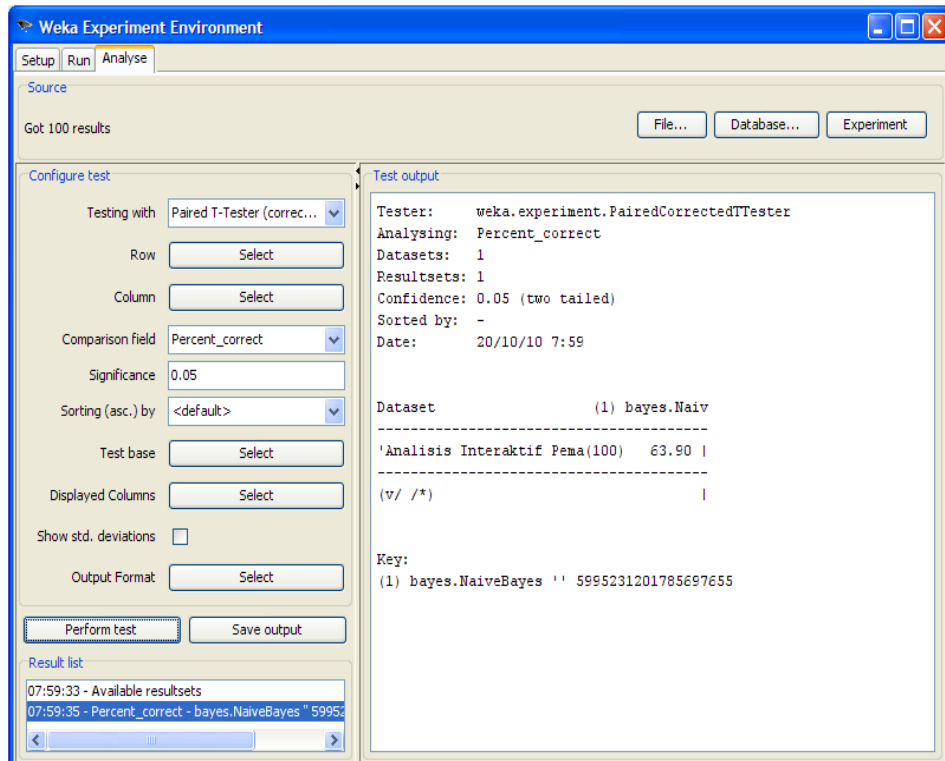 Weka Experiment Environment
Setup Run Analyse
Source
Got 100 results
File... Database... Experiment
Configure test
Testing with Paired T-Tester (correc...
Row Select
Column Select
Comparison field Percent_correct
Significance 0.05
Sorting (asc.) by <default>
Test base Select
Displayed Columns Select
Show std. deviations
Output Format Select
Perform test Save output
Result list
07:59:33 - Available resultsets
07:59:35 - Percent_correct - bayes.NaiveBayes '' 59952
Test output
Tester: weka.experiment.PairedCorrectedTTester
Analysing: Percent_correct
Datasets: 1
Resultsets: 1
Confidence: 0.05 (two tailed)
Sorted by: -
Date: 20/10/10 7:59
Dataset (1) bayes.Naiv
----------------------------------------
'Analisis Interaktif Pema(100) 63.90 |
----------------------------------------
(v/ /*) |
Key:
(1) bayes.NaiveBayes '' 5995231201785697655